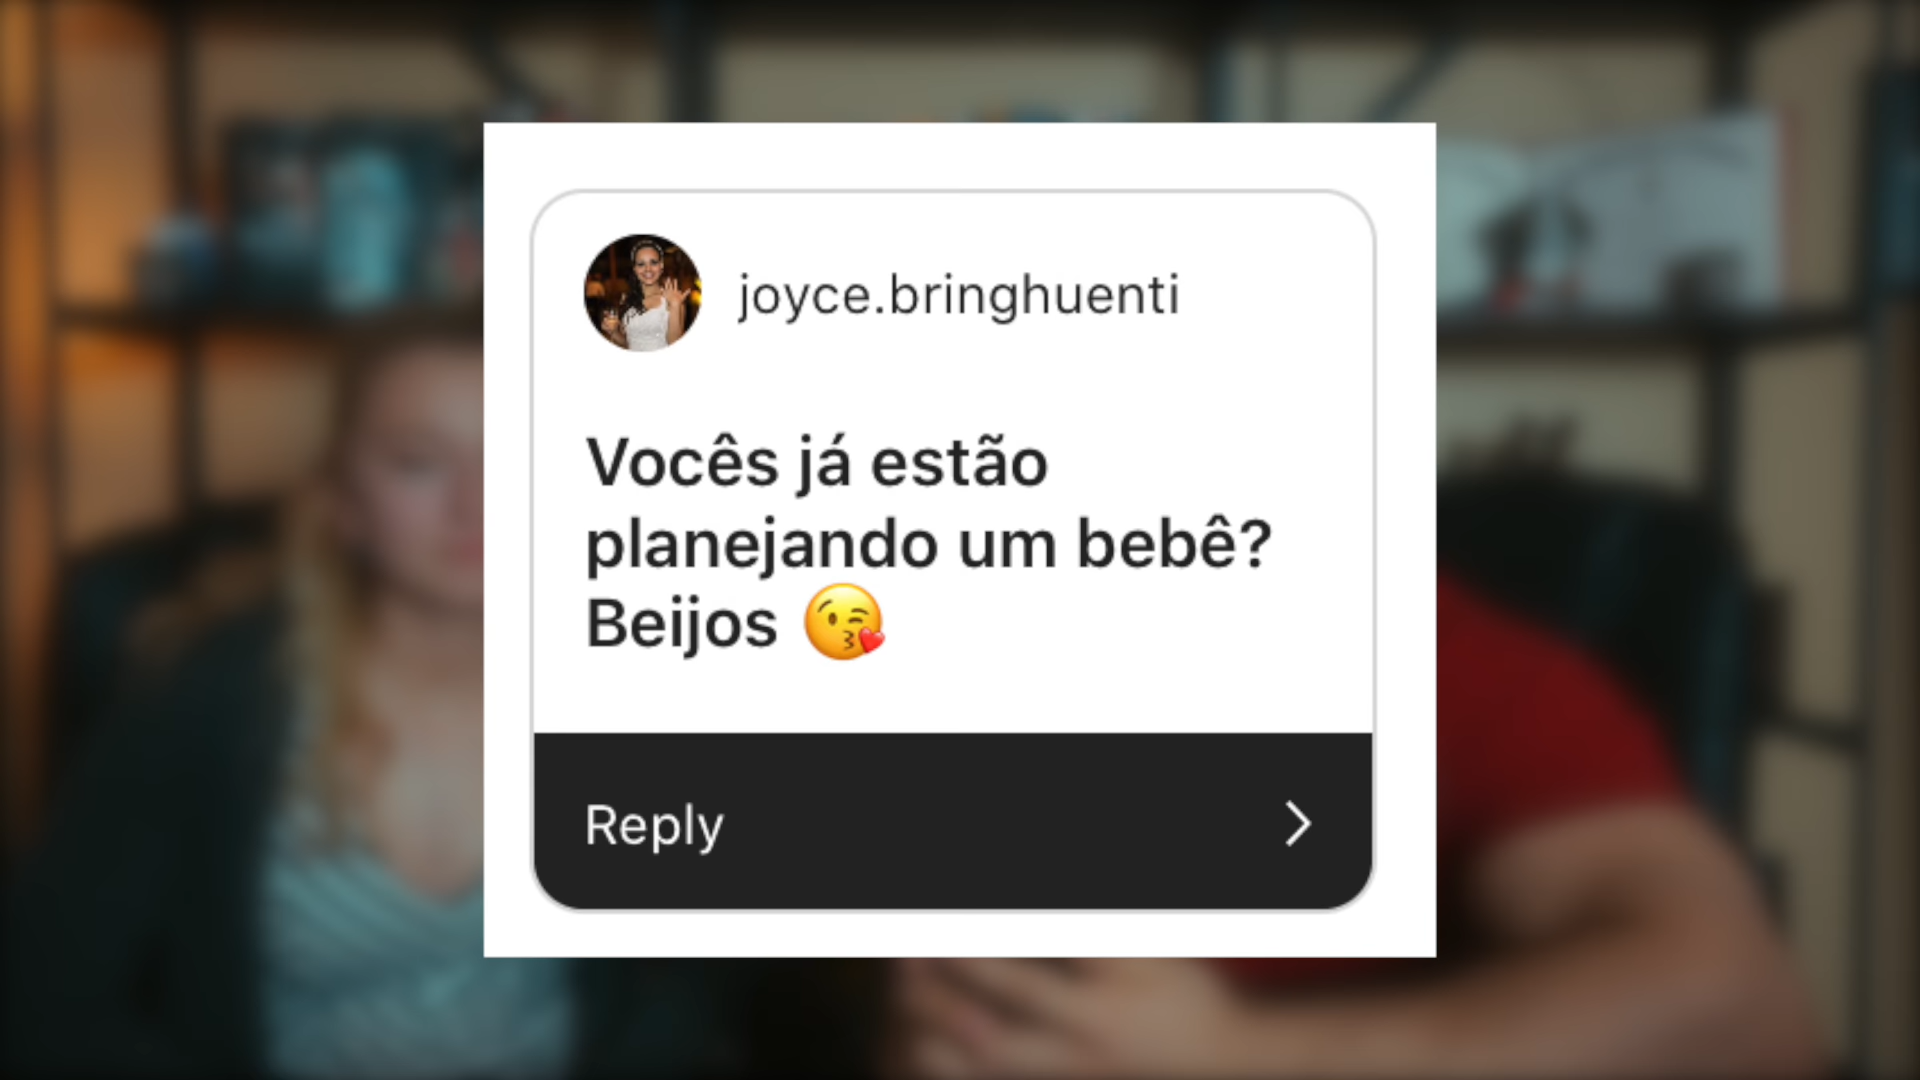 joyce.bringhuenti
Vocês já estão
planejando um bebê?
Beijos 😘
Reply